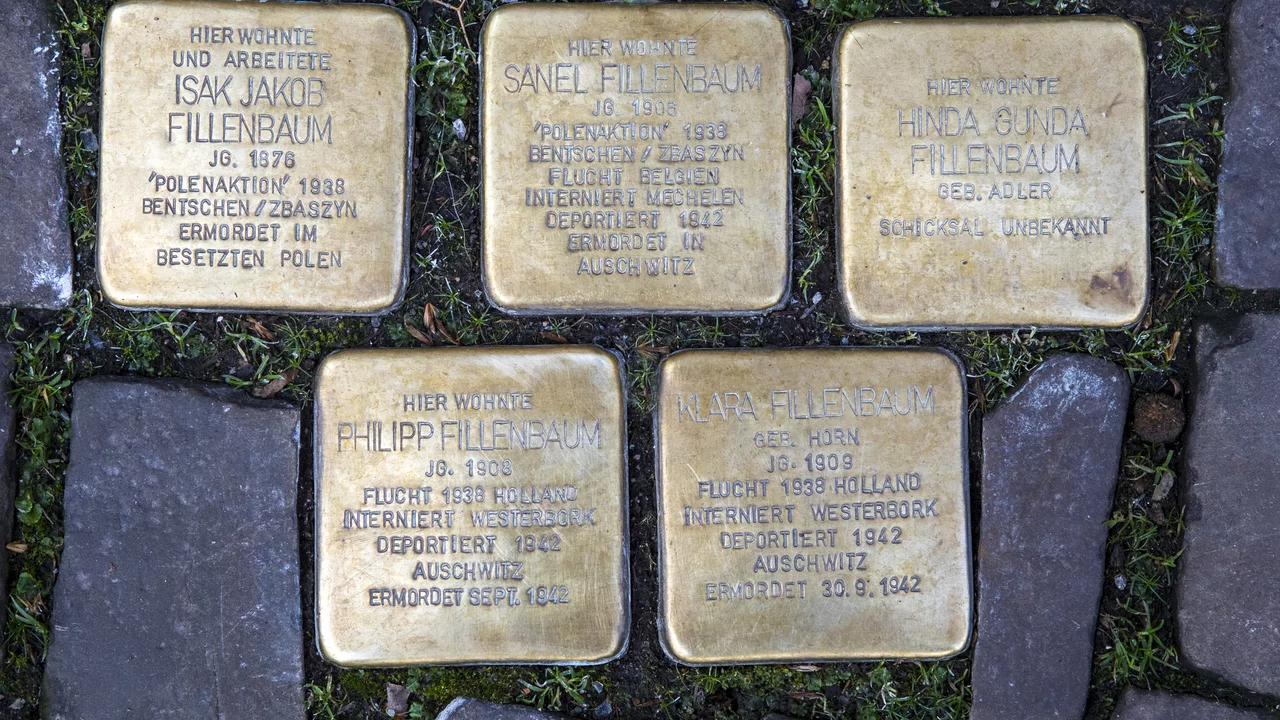 HIER WOHNTE
UND ARBEITETE
ISAK JAKOB
FILLENBAUM
JG. 1876
"POLENAKTION" 1938
BENTSCHEN/ZBASZYN
ERMORDET IM
BESETZTEN POLEN
HIER WOHNTE
SANEL FILLENBAUM
JG. 1906
"POLENAKTION" 1938
BENTSCHEN/ZBASZYN
FLUCHT BELGIEN
INTERNIERT MECHELEN
DEPORTIERT 1942
ERMORDET IN
AUSCHWITZ
HIER WOHNTE
HINDA GUNDA
FILLENBAUM
GEB. ADLER
SCHICKSAL UNBEKANNT
HIER WOHNTE
PHILIPP FILLENBAUM
JG. 1908
FLUCHT 1938 HOLLAND
INTERNIERT WESTERBORK
DEPORTIERT 1942
AUSCHWITZ
ERMORDET SEPT. 1942
KLARA FILLENBAUM
GEB. HORN
JG. 1909
FLUCHT 1938 HOLLAND
INTERNIERT WESTERBORK
DEPORTIERT 1942
AUSCHWITZ
ERMORDET 30.9.1942